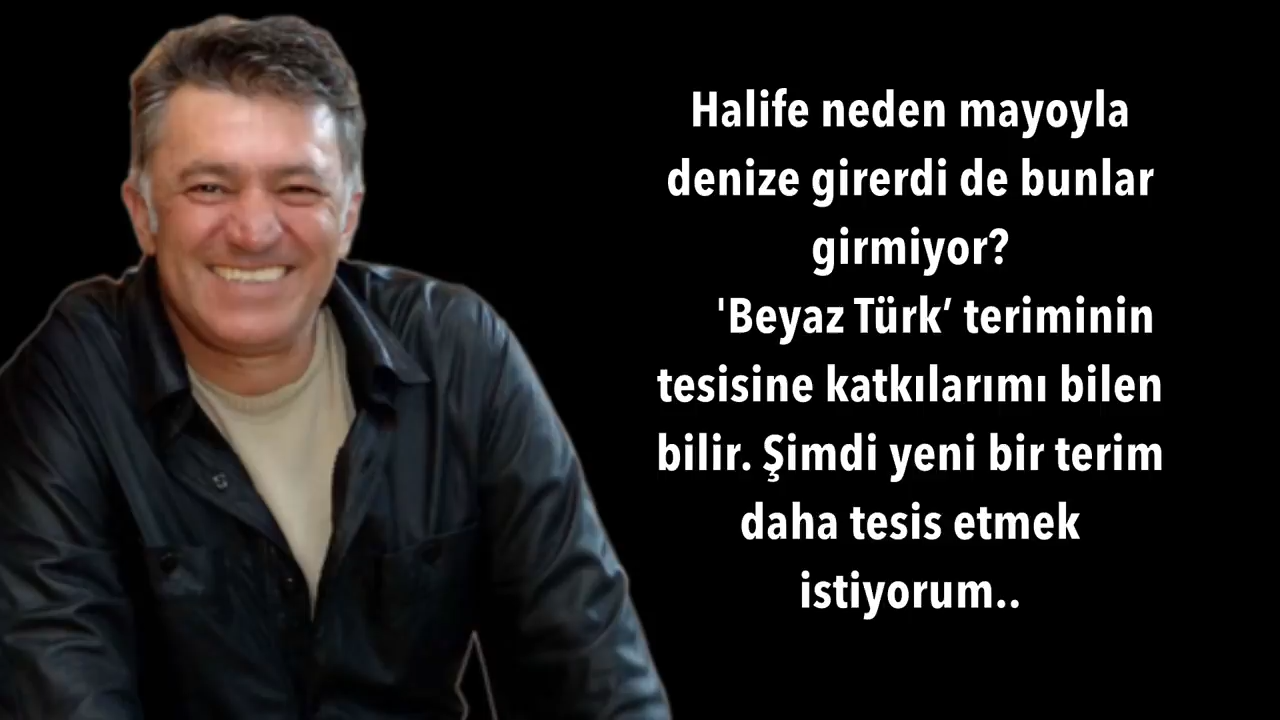 Halife neden mayoyla
denize girerdi de bunlar
girmiyor?
'Beyaz Türk’ teriminin
tesisine katkılarımı bilen
bilir. Şimdi yeni bir terim
daha tesis etmek
istiyorum..